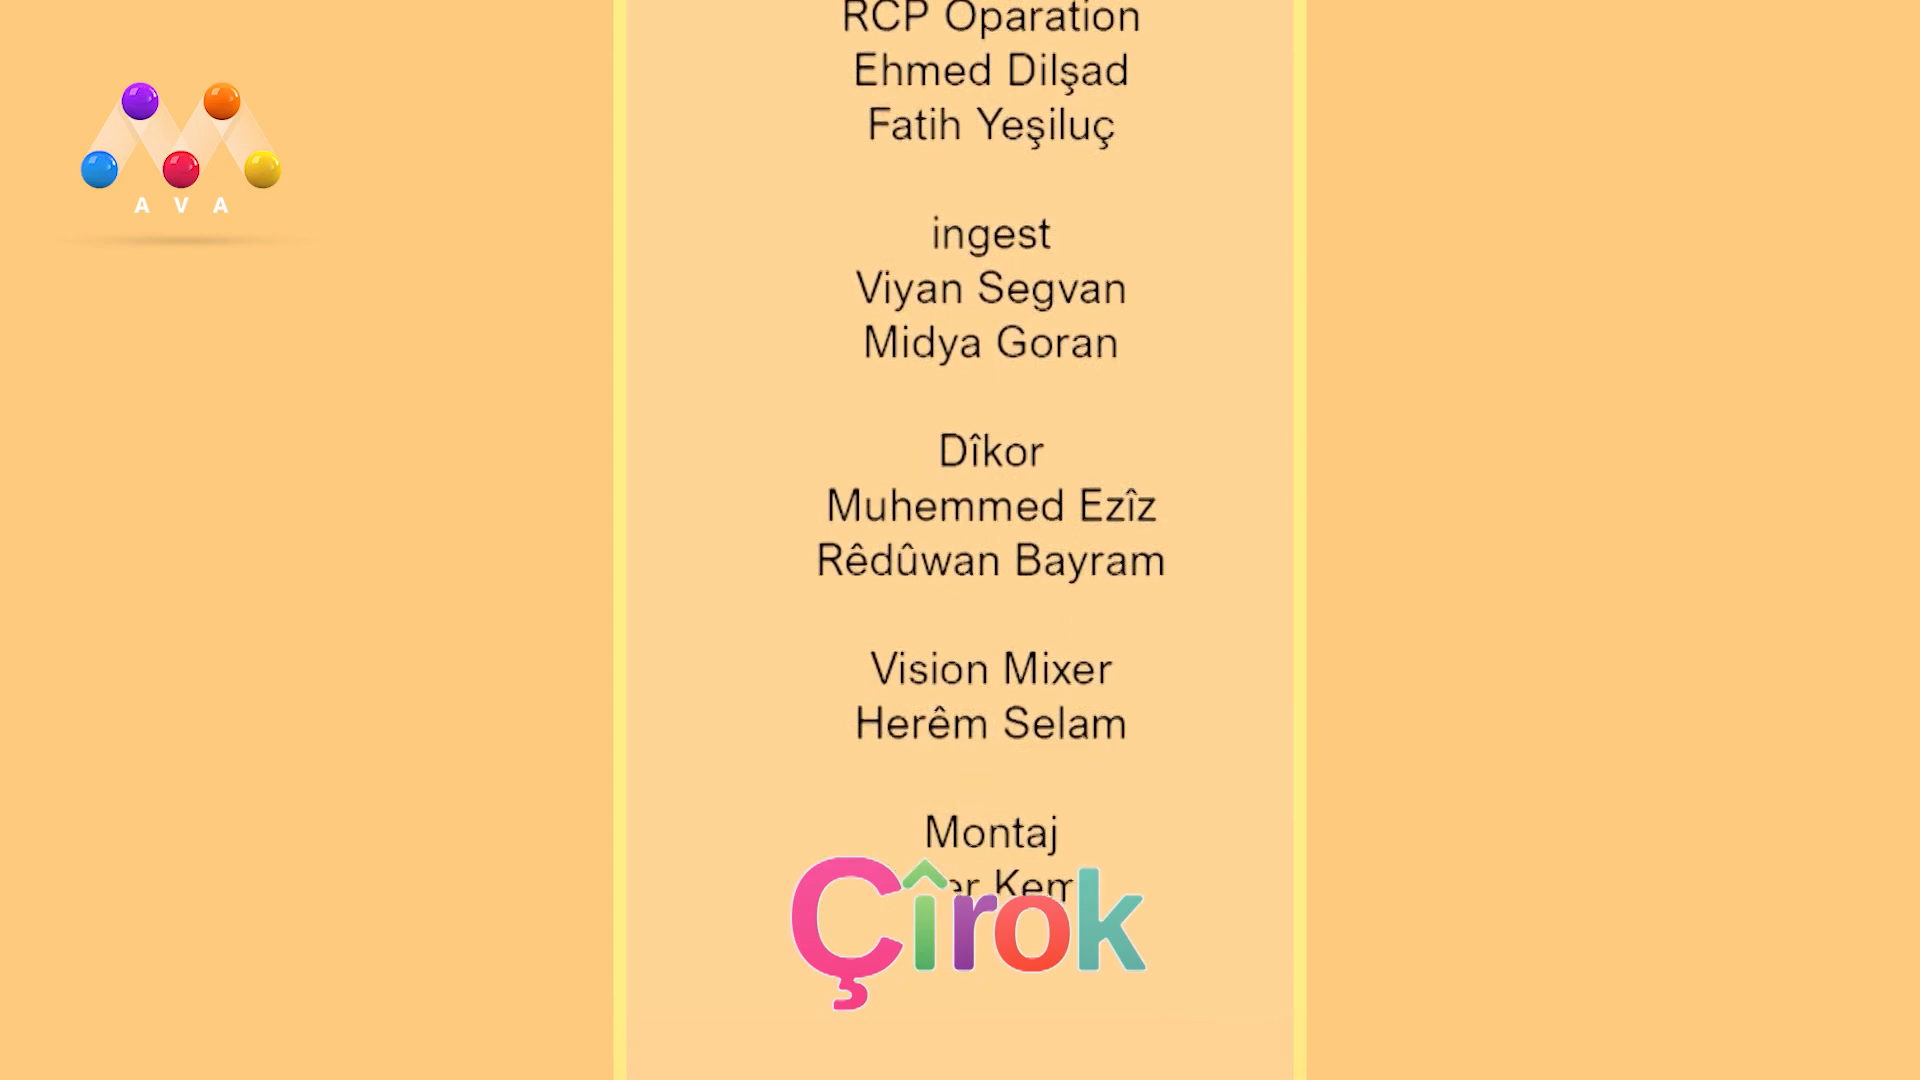 RCP Oparation
Ehmed Dilşad
Fatih Yeşiluç
AVA
ingest
Viyan Segvan
Midya Goran
Dîkor
Muhemmed Ezîz
Rêdûwan Bayram
Vision Mixer
Herêm Selam
Montaj
Çîrok